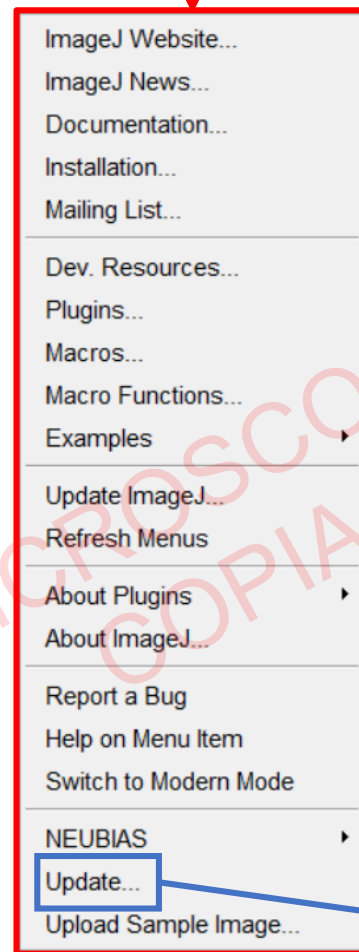 ImageJ Website...
ImageJ News...
Documentation...
Installation...
Mailing List...
Dev. Resources...
Plugins...
Macros...
Macro Functions...
Examples
Update ImageJ...
Refresh Menus
About Plugins
About ImageJ...
Report a Bug
Help on Menu Item
Switch to Modern Mode
NEUBIAS
Update...
Upload Sample Image...
COPIA